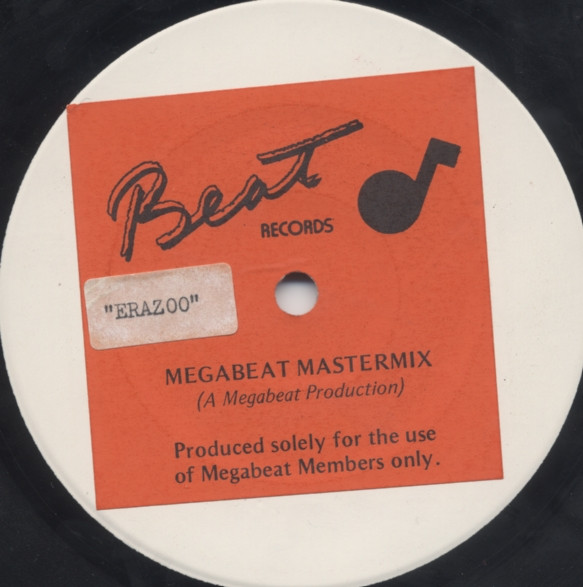 Beat
RECORDS
"ERAZOO"
MEGABEAT MASTERMIX
(A Megabeat Production)
Produced solely for the use
of Megabeat Members only.